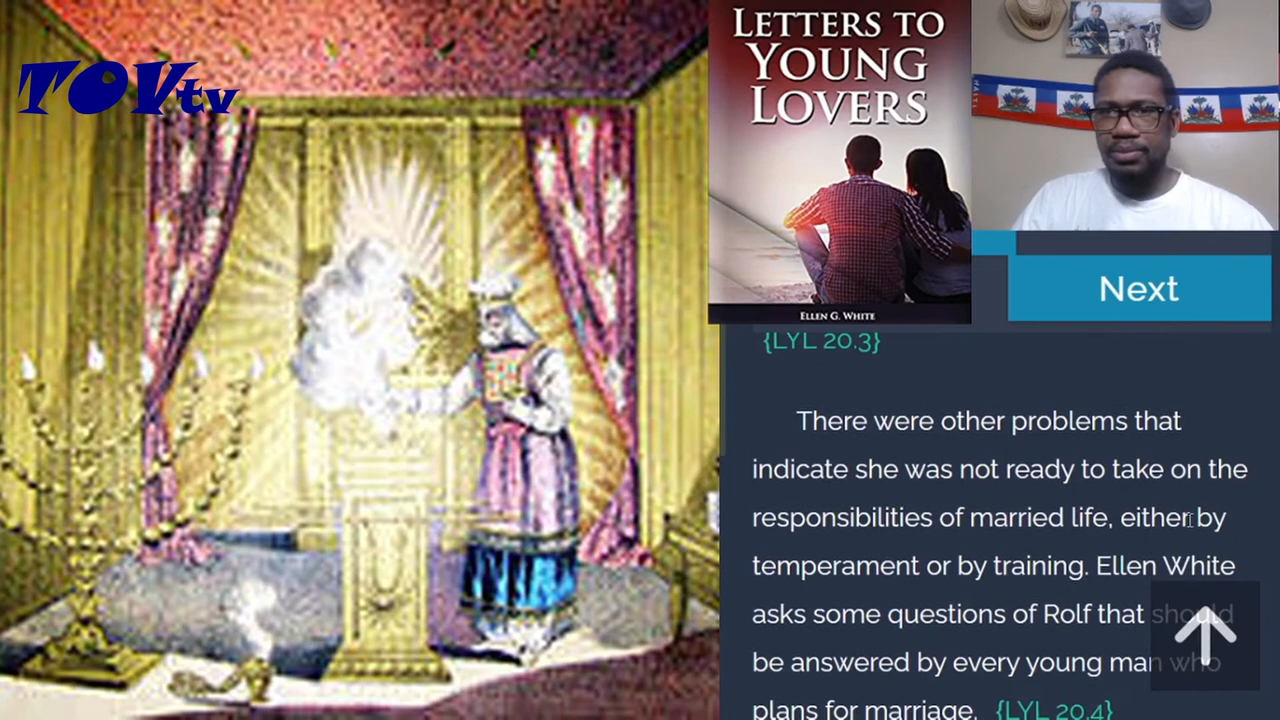 TOVtv
LETTERS TO
YOUNG
LOVERS
ELLEN G. WHITE
HAITI
Next
{LYL 20.3}
There were other problems that
indicate she was not ready to take on the
responsibilities of married life, either by
temperament or by training. Ellen White
asks some questions of Rolf that should
be answered by every young man who
plans for marriage. {LYL 20.4}